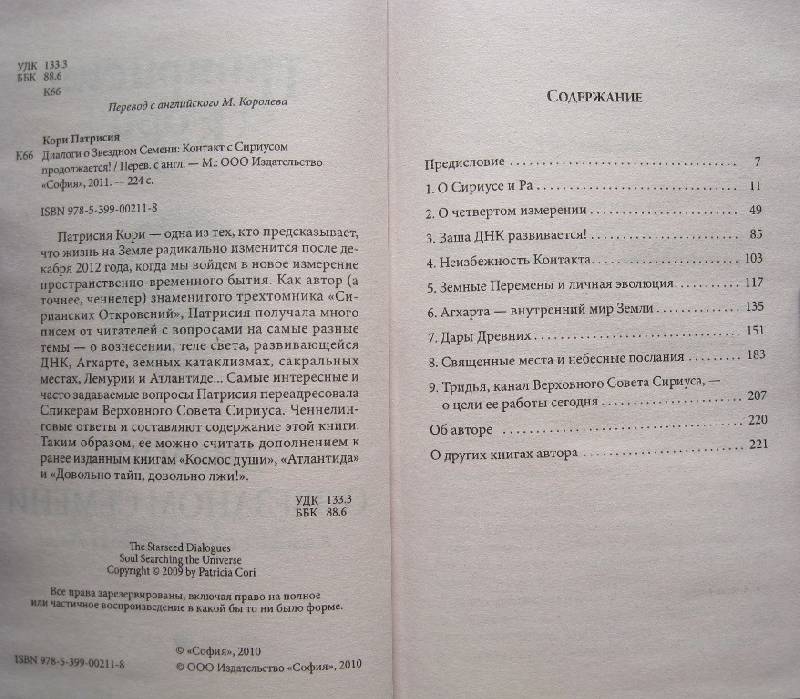 УДК 133.3
ББК 88.6
К66
Перевод с английского М. Королева
Кори Патрисия
К66 Диалоги о Звездном Семени: Контакт с Сириусом
продолжается! / Перев. с англ. — М.: ООО Издательство
«София», 2011. — 224 с.
ISBN 978-5-399-00211-8
Патрисия Кори — одна из тех, кто предсказывает,
что жизнь на Земле радикально изменится после де-
кабря 2012 года, когда мы войдем в новое измерение
пространственно-временного бытия. Как автор (а
точнее, ченнелер) знаменитого трехтомника «Си-
рианских Откровений», Патрисия получала много
писем от читателей с вопросами на самые разные
темы — о вознесении, теле света, развивающейся
ДНК, Агхарте, земных катаклизмах, сакральных
местах, Лемурии и Атлантиде... Самые интересные и
часто задаваемые вопросы Патрисия переадресовала
Спикерам Верховного Совета Сириуса. Ченнелин-
говые ответы и составляют содержание этой книги.
Таким образом, ее можно считать дополнением к
ранее изданным книгам «Космос души», «Атлантида»
и «Довольно тайн, довольно лжи!».
УДК 133.3
ББК 88.6
The Starseed Dialogues
Soul Searching the Universe
Copyright © 2009 by Patricia Cori
Все права зарезервированы, включая право на полное
или частичное воспроизведение в какой бы то ни было форме.
© «София», 2010
ISBN 978-5-399-00211-8 © ООО Издательство «София», 2010
Содержание
Предисловие 7
1. О Сириусе и Ра 11
2. О четвертом измерении 49
3. Ваша ДНК развивается! 85
4. Неизбежность Контакта 103
5. Земные Перемены и личная эволюция 117
6. Агхарта — внутренний мир Земли 135
7. Дары Древних 151
8. Священные места и небесные послания 183
9. Тридья, канал Верховного Совета Сириуса, —
о цели ее работы сегодня 207
Об авторе 220
О других книгах автора 221